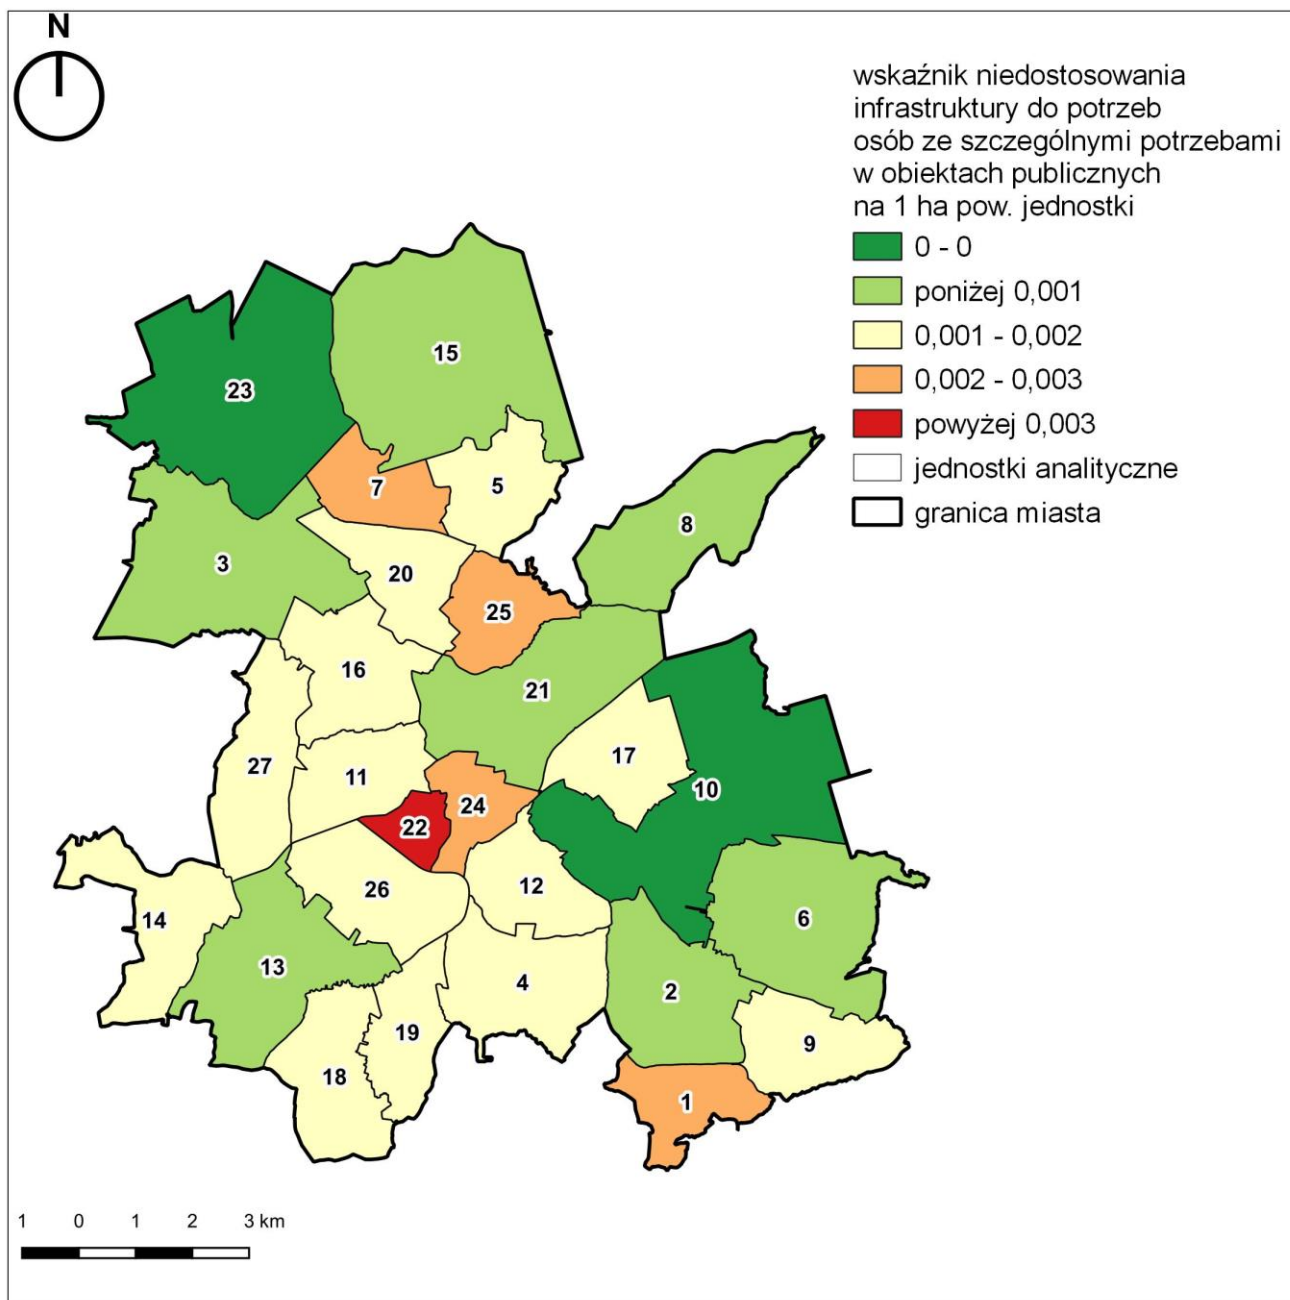 N
wskaźnik niedostosowania
infrastruktury do potrzeb
osób ze szczególnymi potrzebami
w obiektach publicznych
na 1 ha pow. jednostki
0 - 0
poniżej 0,001
0,001 - 0,002
0,002 - 0,003
powyżej 0,003
jednostki analityczne
granica miasta
15
23
7
5
8
3
20
25
16
21
27
11
17
10
24
22
26
12
14
6
13
4
2
19
9
18
1
1 0 1 2 3 km